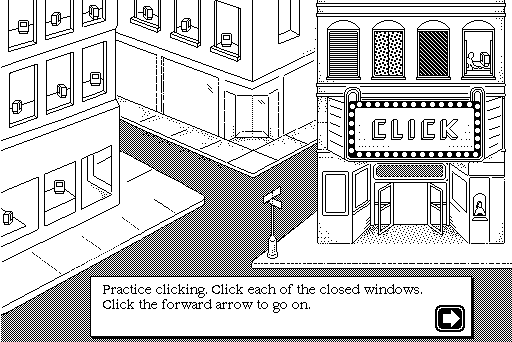 CLICK
Practice clicking. Click each of the closed windows.
Click the forward arrow to go on.